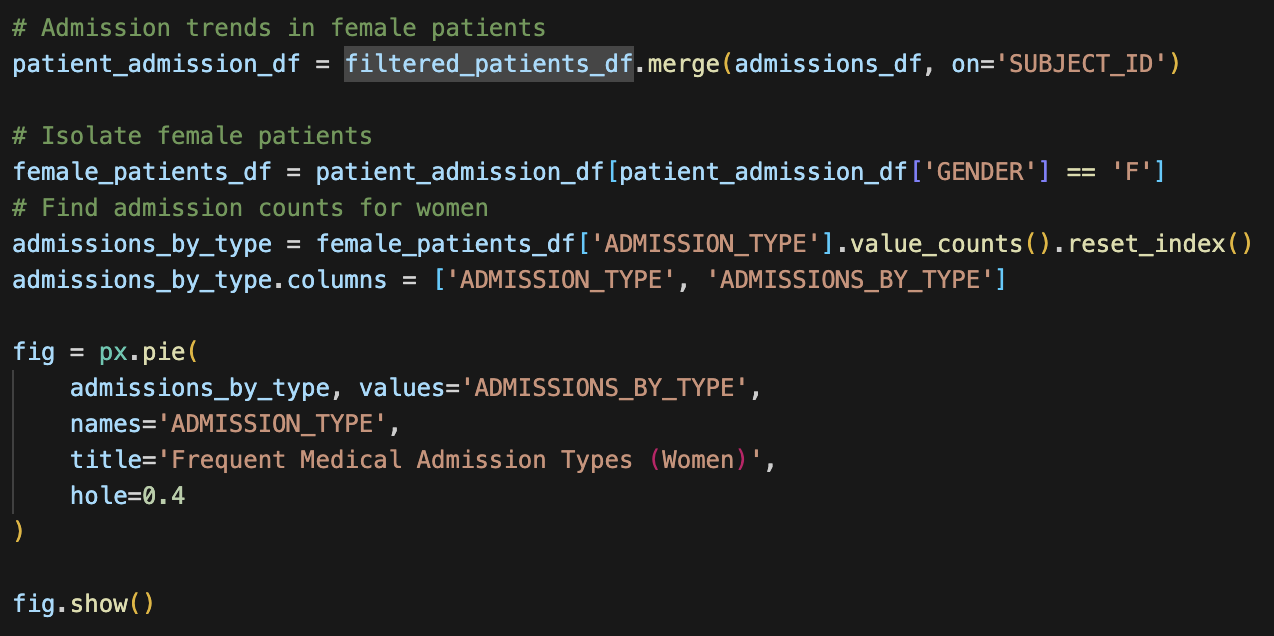 # Admission trends in female patients
patient_admission_df = filtered_patients_df.merge(admissions_df, on='SUBJECT_ID')
# Isolate female patients
female_patients_df = patient_admission_df[patient_admission_df['GENDER'] == 'F']
# Find admission counts for women
admissions_by_type = female_patients_df['ADMISSION_TYPE'].value_counts().reset_index()
admissions_by_type.columns = ['ADMISSION_TYPE', 'ADMISSIONS_BY_TYPE']
fig = px.pie(
    admissions_by_type, values='ADMISSIONS_BY_TYPE',
    names='ADMISSION_TYPE',
    title='Frequent Medical Admission Types (Women)',
    hole=0.4
)
fig.show()